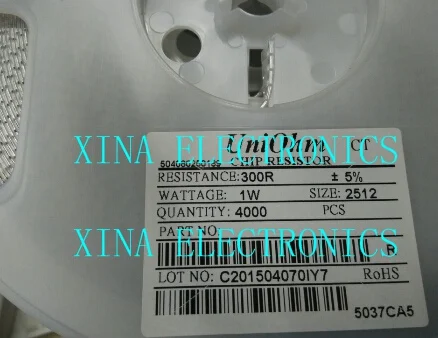 UniOhm CT
XINA ELECTRONICS
CHIP RESISTOR
RESISTANCE:300R ± 5%
WATTAGE: 1W SIZE: 2512
QUANTITY: 4000 PCS
PART NO:
XINA ELECTRONICS
R
LOT NO: C201504070IY7 RoHS
5037CA5